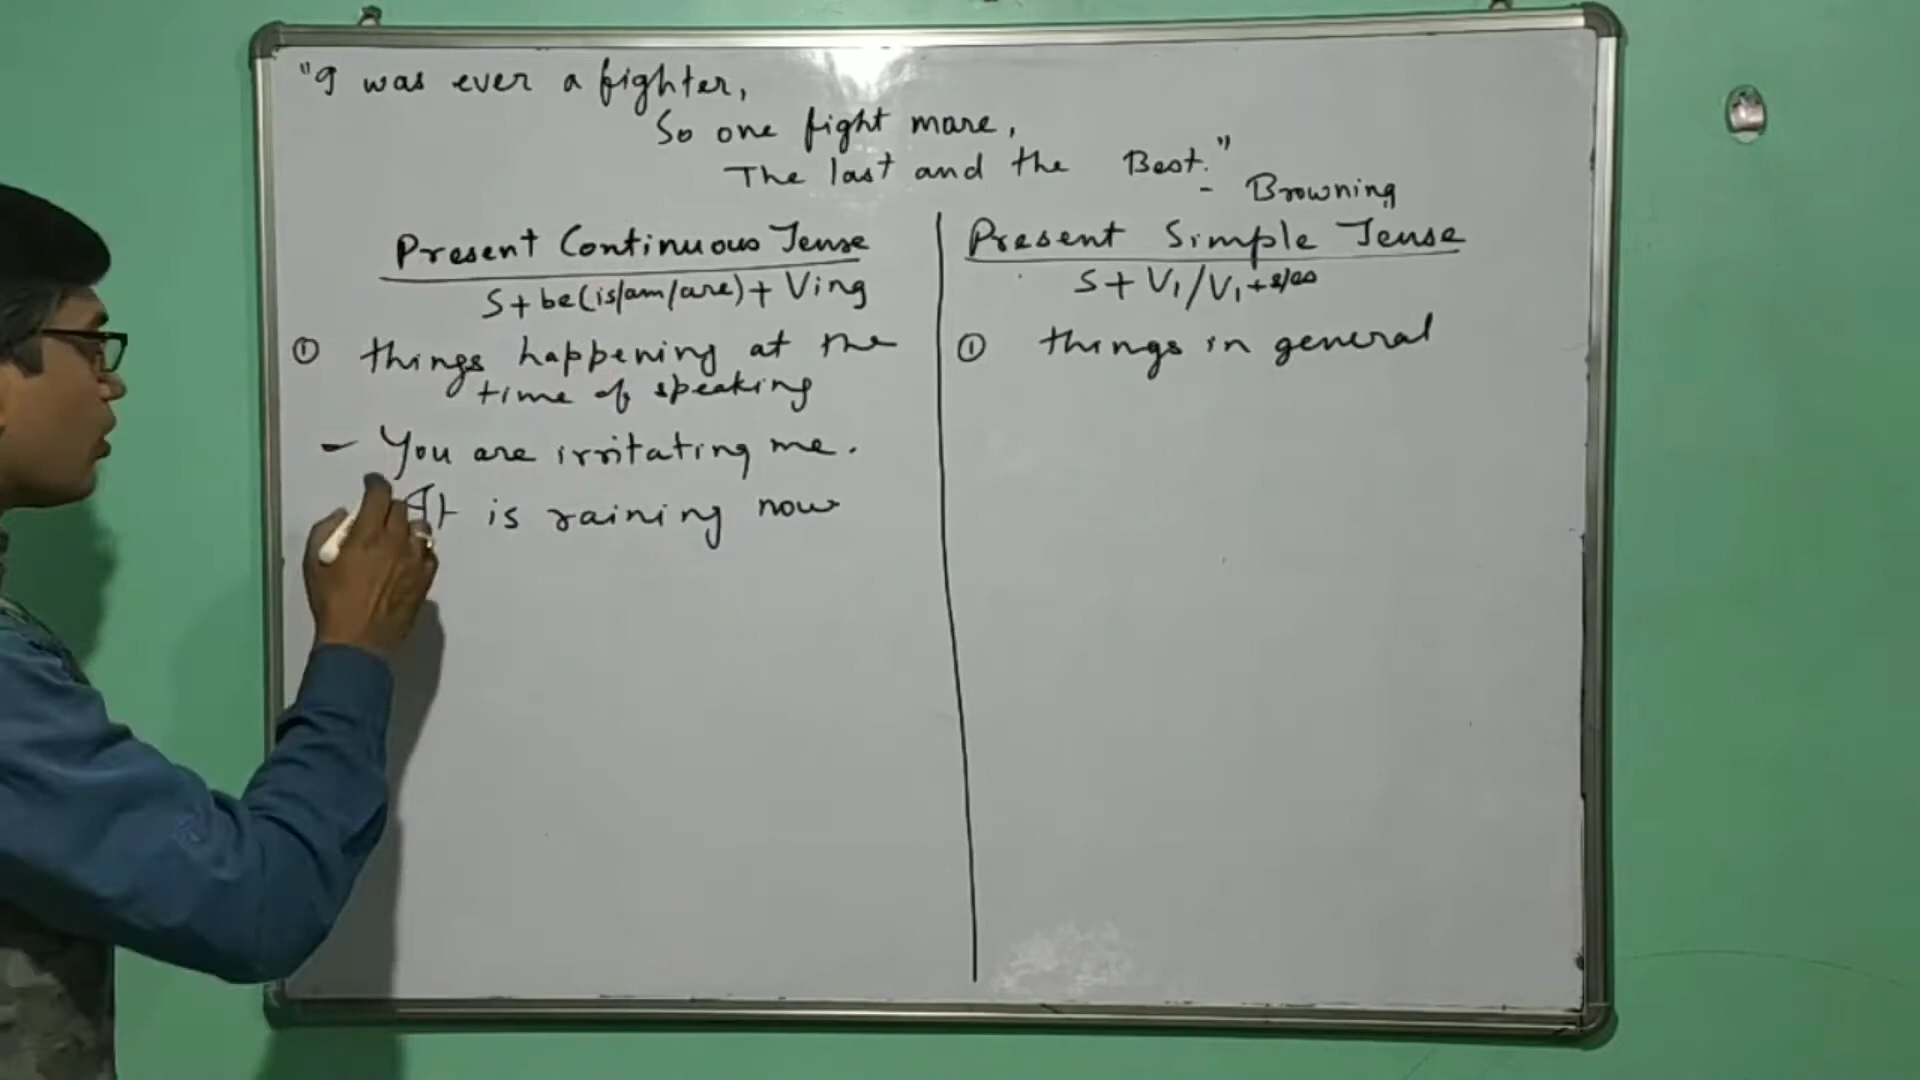 "I was ever a fighter,
So one fight more,
The last and the Best."
- Browning
Present Continuous Tense
S+be(is/am/are)+Ving
① things happening at the
time of speaking
- You are irritating me.
It is raining now
Present Simple Tense
S+V1/V1+s/es
① things in general